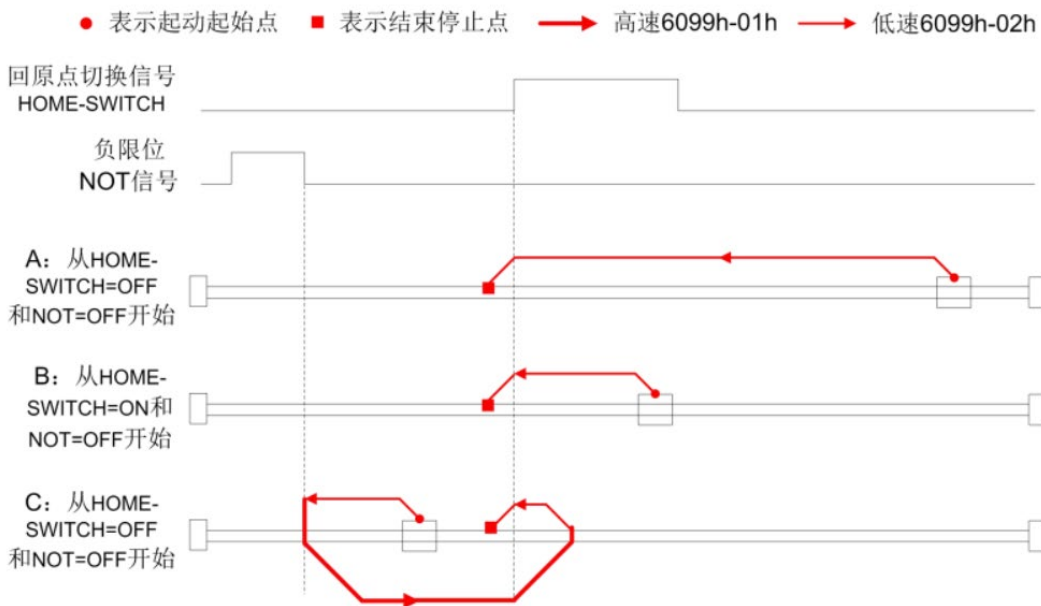 表示起动起始点 表示结束停止点 高速6099h-01h 低速6099h-02h
回原点切换信号
HOME-SWITCH
负限位
NOT信号
A：从HOME-
SWITCH=OFF
和NOT=OFF开始
B：从HOME-
SWITCH=ON和
NOT=OFF开始
C：从HOME-
SWITCH=OFF
和NOT=OFF开始